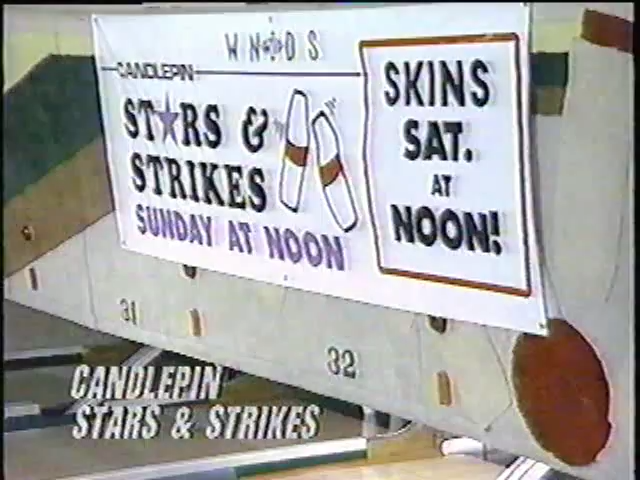 WNDS
CANDLEPIN
SKINS
SAT.
AT
NOON!
STARS &
STRIKES
SUNDAY AT NOON
31
32
CANDLEPIN
STARS & STRIKES